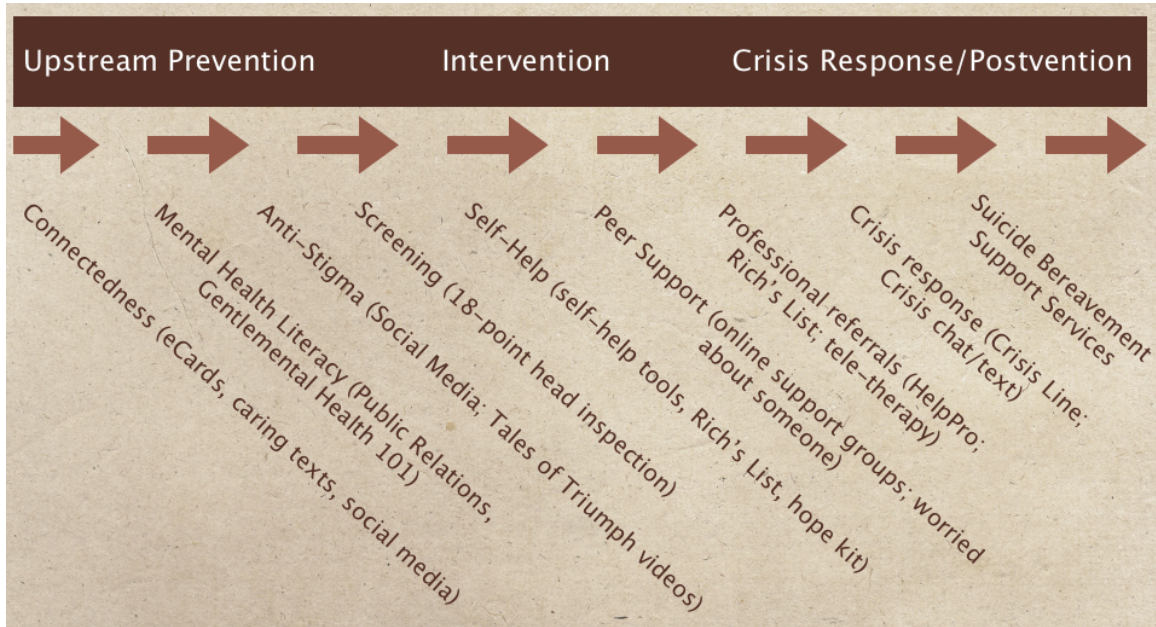 Upstream Prevention
Intervention
Crisis Response/Postvention
Connectedness (eCards, caring texts, social media)
Mental Health Literacy (Public Relations,
Gentlemental Health 101)
Anti-Stigma (Social Media; Tales of Triumph videos)
Screening (18-point head inspection)
Self-Help (self-help tools, Rich's List, hope kit)
Peer Support (online support groups; worried
about someone)
Professional referrals (HelpPro;
Rich's List; tele-therapy)
Crisis response (Crisis Line;
Crisis chat/text)
Suicide Bereavement
Support Services